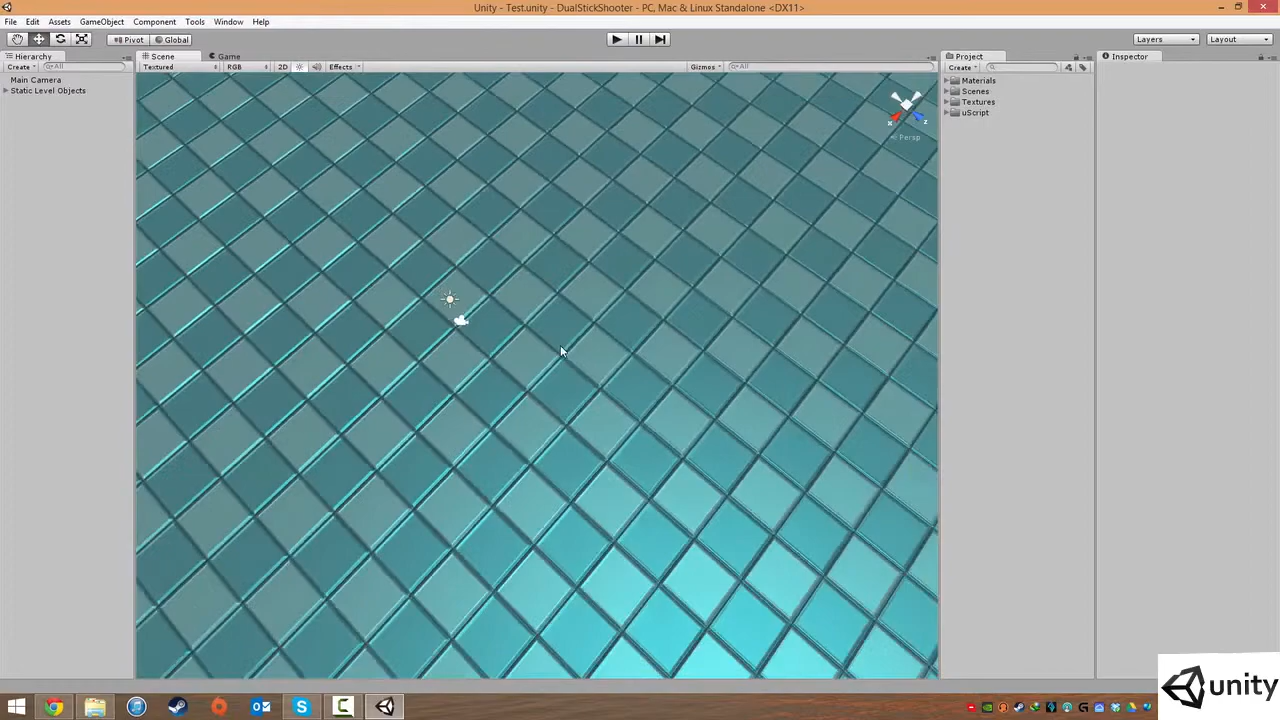 Unity - Test.unity - DualStickShooter - PC, Mac & Linux Standalone <DX11>
File Edit Assets GameObject Component Tools Window Help
Pivot Global Layers Layout
Hierarchy Scene Game Project Inspector
Create All Textured RGB 2D Effects Gizmos All Create
Main Camera
Static Level Objects
Materials
Scenes
Textures
uScript
x z
Persp
unity